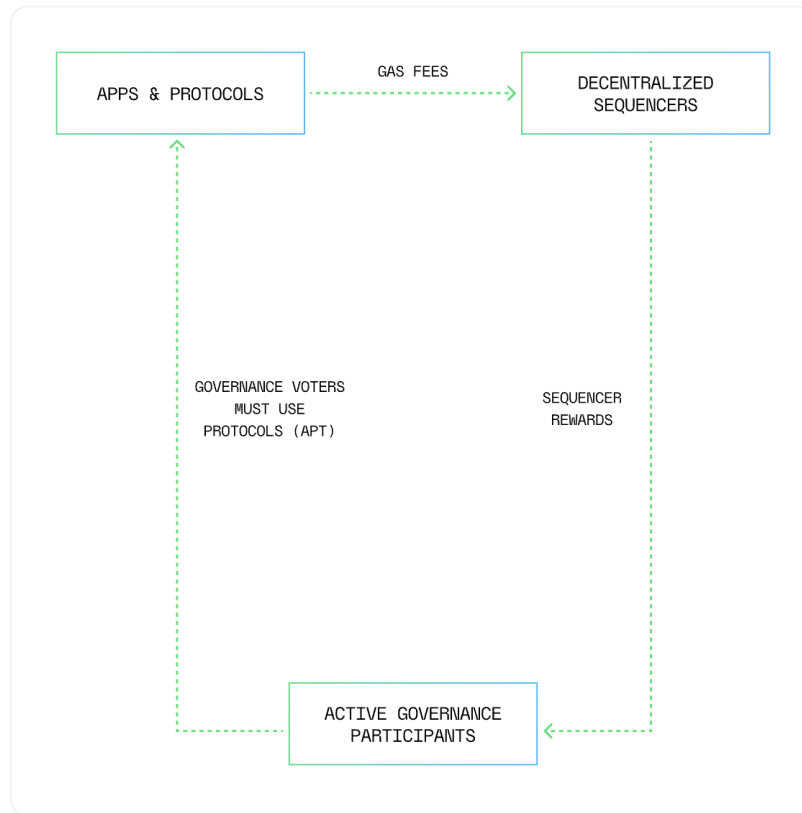 GAS FEES
APPS & PROTOCOLS
DECENTRALIZED
SEQUENCERS
GOVERNANCE VOTERS
MUST USE
PROTOCOLS (APT)
SEQUENCER
REWARDS
ACTIVE GOVERNANCE
PARTICIPANTS